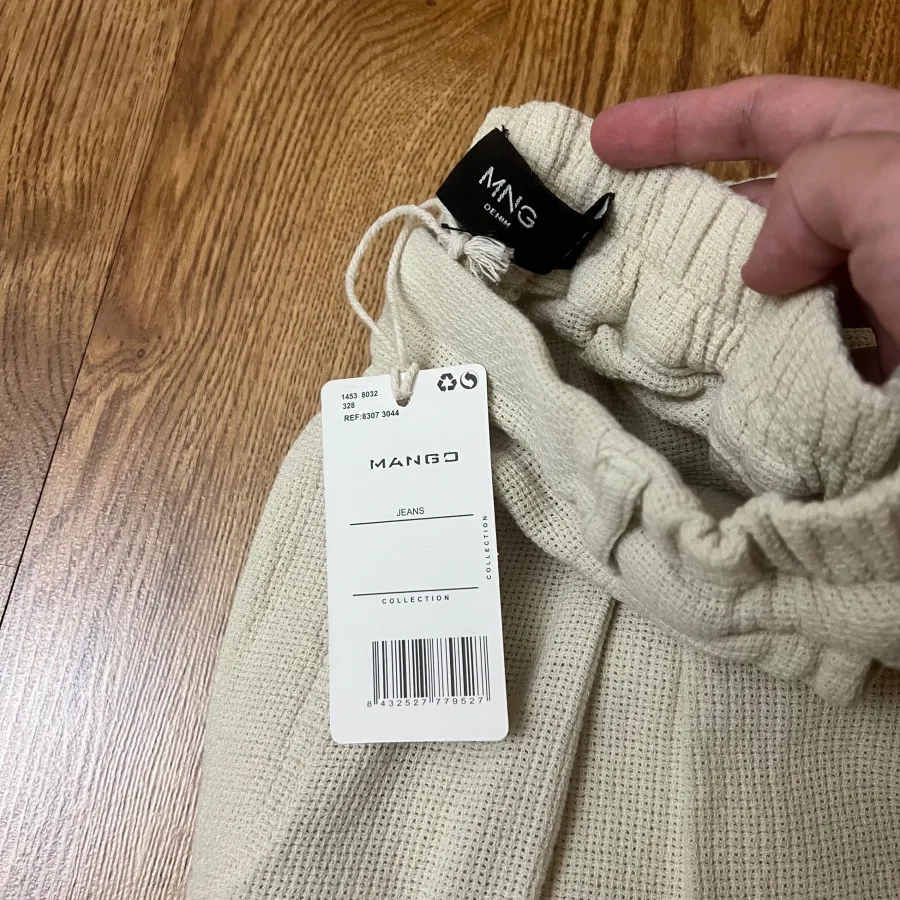 MNG
DENIM
1453 8032
328
REF:8307 3044
MANGO
JEANS
COLLECTION
COLLECTION
8 432527 779527